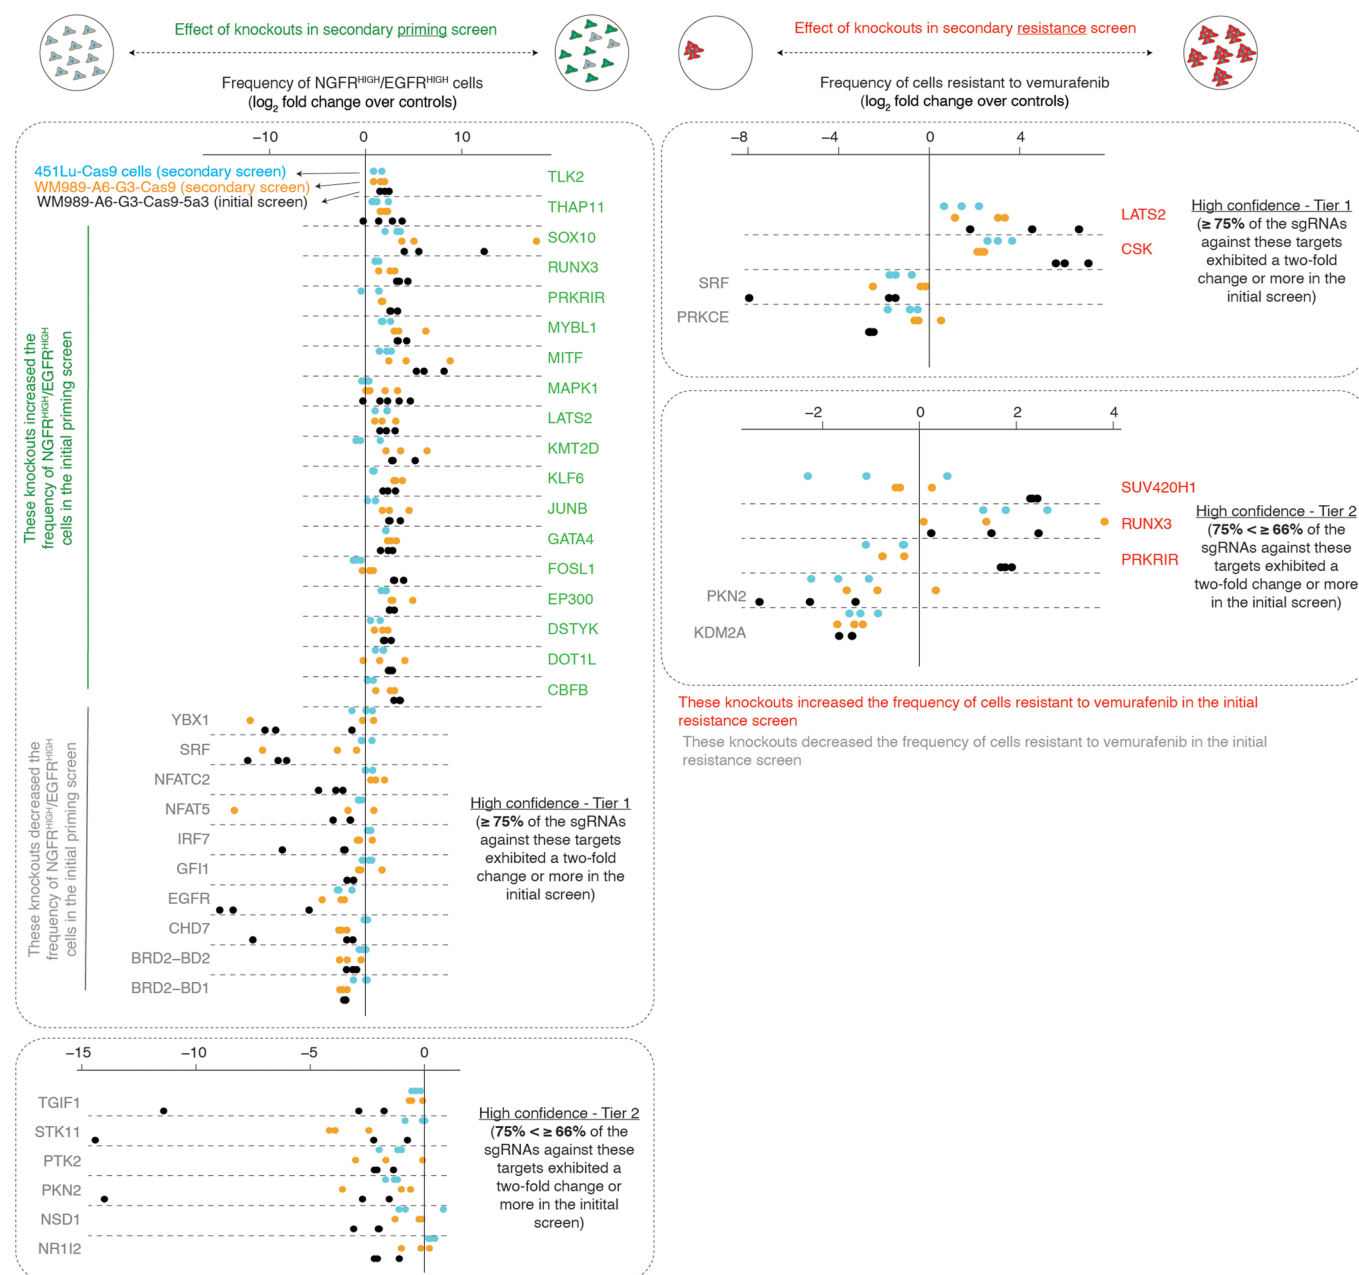 Effect of knockouts in secondary priming screen
Frequency of NGFRHIGH/EGFRHIGH cells
(log2 fold change over controls)
−10 0 10
451Lu-Cas9 cells (secondary screen)
WM989-A6-G3-Cas9 (secondary screen)
WM989-A6-G3-Cas9-5a3 (initial screen)
TLK2
THAP11
SOX10
RUNX3
PRKRIR
MYBL1
MITF
MAPK1
LATS2
KMT2D
KLF6
JUNB
GATA4
FOSL1
EP300
DSTYK
DOT1L
CBFB
These knockouts increased the
frequency of NGFRHIGH/EGFRHIGH
cells in the initial priming screen
YBX1
SRF
NFATC2
NFAT5
IRF7
GFI1
EGFR
CHD7
BRD2−BD2
BRD2−BD1
These knockouts decreased the
frequency of NGFRHIGH/EGFRHIGH
cells in the initial priming screen
High confidence - Tier 1
(≥ 75% of the sgRNAs
against these targets
exhibited a two-fold
change or more in the
initial screen)
−15 −10 −5 0
TGIF1
STK11
PTK2
PKN2
NSD1
NR1I2
High confidence - Tier 2
(75% < ≥ 66% of the
sgRNAs against these
targets exhibited a
two-fold change or
more in the initital
screen)
Effect of knockouts in secondary resistance screen
Frequency of cells resistant to vemurafenib
(log2 fold change over controls)
−8 −4 0 4
LATS2
CSK
SRF
PRKCE
High confidence - Tier 1
(≥ 75% of the sgRNAs
against these targets
exhibited a two-fold
change or more in the
initial screen)
−2 0 2 4
SUV420H1
RUNX3
PRKRIR
PKN2
KDM2A
High confidence - Tier 2
(75% < ≥ 66% of the
sgRNAs against these
targets exhibited a
two-fold change or more
in the initial screen)
These knockouts increased the frequency of cells resistant to vemurafenib in the initial
resistance screen
These knockouts decreased the frequency of cells resistant to vemurafenib in the initial
resistance screen